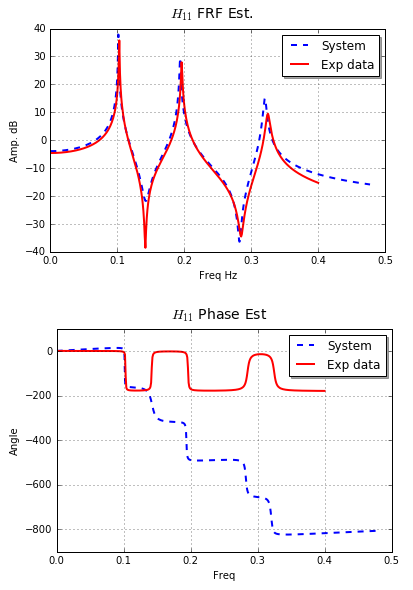 H11 FRF Est.
40
30
20
10
0
−10
−20
−30
−40
Amp. dB
System
Exp data
0.0 0.1 0.2 0.3 0.4 0.5
Freq Hz
H11 Phase Est
0
−200
−400
−600
−800
Angle
System
Exp data
0.0 0.1 0.2 0.3 0.4 0.5
Freq